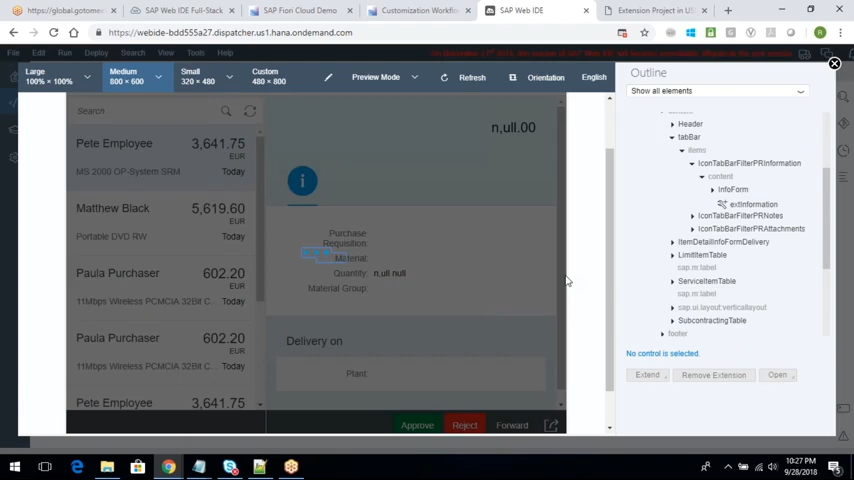 https://global.gotomee
SAP Web IDE Full-Stack
SAP Fiori Cloud Demo
Customization Workflow
SAP Web IDE
Extension Project in US
https://webide-bdd555a27.dispatcher.us1.hana.ondemand.com
File Edit Run Deploy Search View Tools Help
Large
100% × 100%
Medium
800 × 600
Small
320 × 480
Custom
480 × 800
Preview Mode
Refresh
Orientation
English
Outline
Show all elements
Search
Pete Employee 3,641.75
EUR
MS 2000 OP-System SRM Today
Matthew Black 5,619.60
EUR
Portable DVD RW Today
Paula Purchaser 602.20
EUR
11Mbps Wireless PCMCIA 32Bit C... Today
Paula Purchaser 602.20
EUR
11Mbps Wireless PCMCIA 32Bit C... Today
Pete Employee 3,641.75
n,ull.00
Purchase
Requisition
Material:
Quantity: n,ull null
Material Group:
Delivery on
Plant:
Approve Reject Forward
Header
tabBar
items
IconTabBarFilterPRInformation
content
InfoForm
extInformation
IconTabBarFilterPRNotes
IconTabBarFilterPRAttachments
ItemDetailInfoFormDelivery
LimitItemTable
sap.m:label
ServiceItemTable
sap.m:label
sap.ui.layout:verticallayout
SubcontractingTable
footer
No control is selected.
Extend Remove Extension Open
10:27 PM
9/28/2018